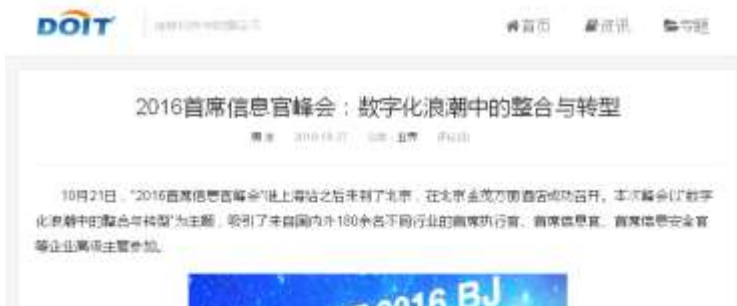 DOIT
首页 资讯 专题
2016首席信息官峰会：数字化浪潮中的整合与转型
10月21日，"2016首席信息官峰会"继上海站之后来到了北京，在北京金茂万丽酒店成功召开。本次峰会以"数字
化浪潮中的整合与转型"为主题，吸引了来自国内外180余名不同行业的首席执行官、首席信息官、首席信息安全官
等企业高级主管参加。
2016 BJ